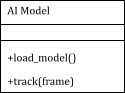 AI Model
+load_model()
+track(frame)